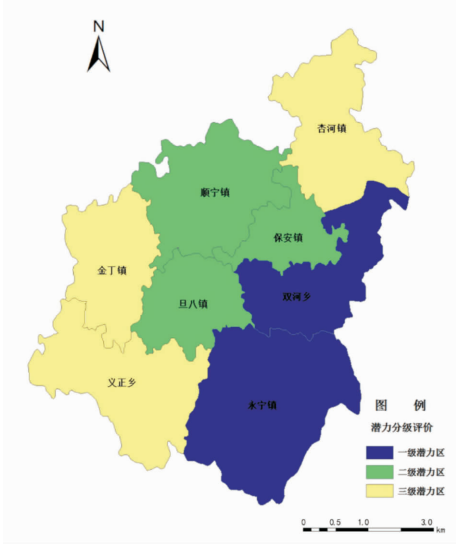 N
杏河镇
顺宁镇
保安镇
金丁镇
双河乡
旦八镇
义正乡
永宁镇
图 例
潜力分级评价
一级潜力区
二级潜力区
三级潜力区
0 0.5 1.0 3.0
km